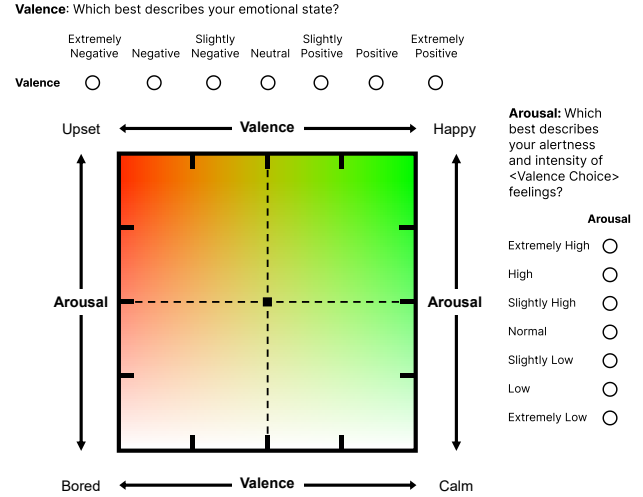 Valence: Which best describes your emotional state?
Extremely Negative
Negative
Slightly Negative
Neutral
Slightly Positive
Positive
Extremely Positive
Valence
Upset
Valence
Happy
Arousal
Arousal
Bored
Valence
Calm
Arousal: Which
best describes
your alertness
and intensity of
<Valence Choice>
feelings?
Arousal
Extremely High
High
Slightly High
Normal
Slightly Low
Low
Extremely Low